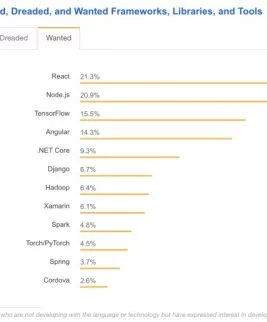 d, Dreaded, and Wanted Frameworks, Libraries, and Tools
Dreaded Wanted
React 21.3%
Node.js 20.9%
TensorFlow 15.5%
Angular 14.3%
.NET Core 9.3%
Django 6.7%
Hadoop 6.4%
Xamarin 6.1%
Spark 4.8%
Torch/PyTorch 4.5%
Spring 3.7%
Cordova 2.6%
who are not developing with the language or technology but have expressed interest in develop